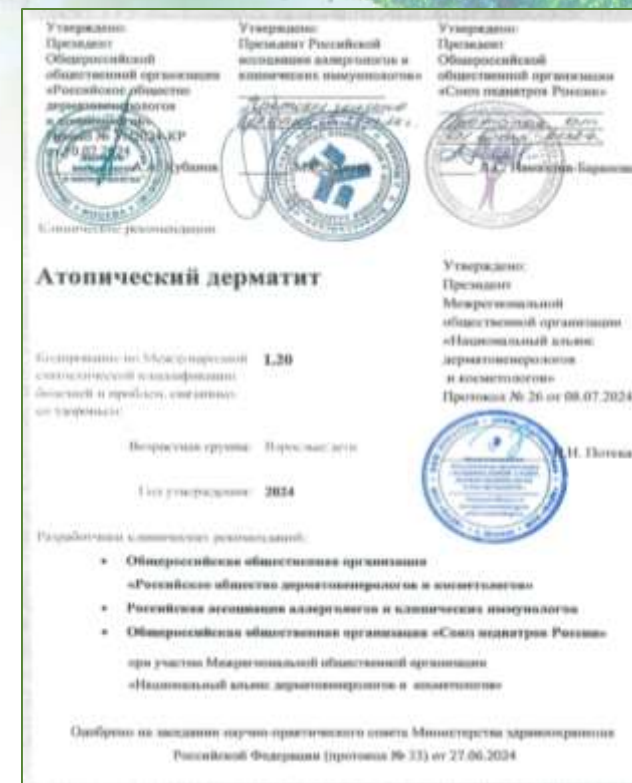 Утверждено:
Президент
Общероссийской
общественной организации
«Российское общество
дерматовенерологов
и косметологов»
А.А. Кубанов
Утверждено:
Президент Российской
ассоциации аллергологов и
клинических иммунологов»
Утверждено:
Президент
Общероссийской
общественной организации
«Союз педиатров России»
Клинические рекомендации
Атопический дерматит
Утверждено:
Президент
Межрегиональной
общественной организации
«Национальный альянс
дерматовенерологов
и косметологов»
Протокол № 26 от 08.07.2024
Кодирование по Международной
статистической классификации
болезней и проблем, связанных
со здоровьем:
L20
Возрастная группа: Взрослые/дети
Год утверждения: 2024
Разработчики клинических рекомендаций:
• Общероссийская общественная организация
«Российское общество дерматовенерологов и косметологов»
• Российская ассоциация аллергологов и клинических иммунологов
• Общероссийская общественная организация «Союз педиатров России»
при участии Межрегиональной общественной организации
«Национальный альянс дерматовенерологов и косметологов»
Одобрено на заседании научно-практического совета Министерства здравоохранения
Российской Федерации (протокол № 33) от 27.06.2024